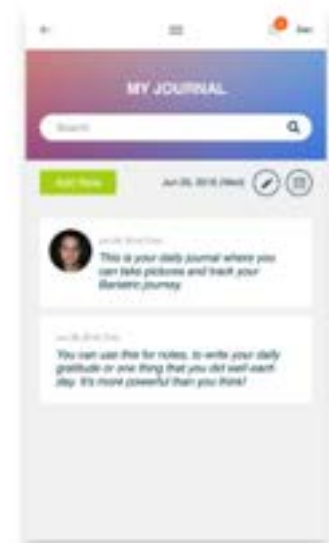 MY JOURNAL
Search
Add New
This is your daily journal where you
can take pictures and track your
Bariatric journey.
You can use this for notes, to write your daily
gratitude or one thing that you did well each
day. It's more powerful than you think!